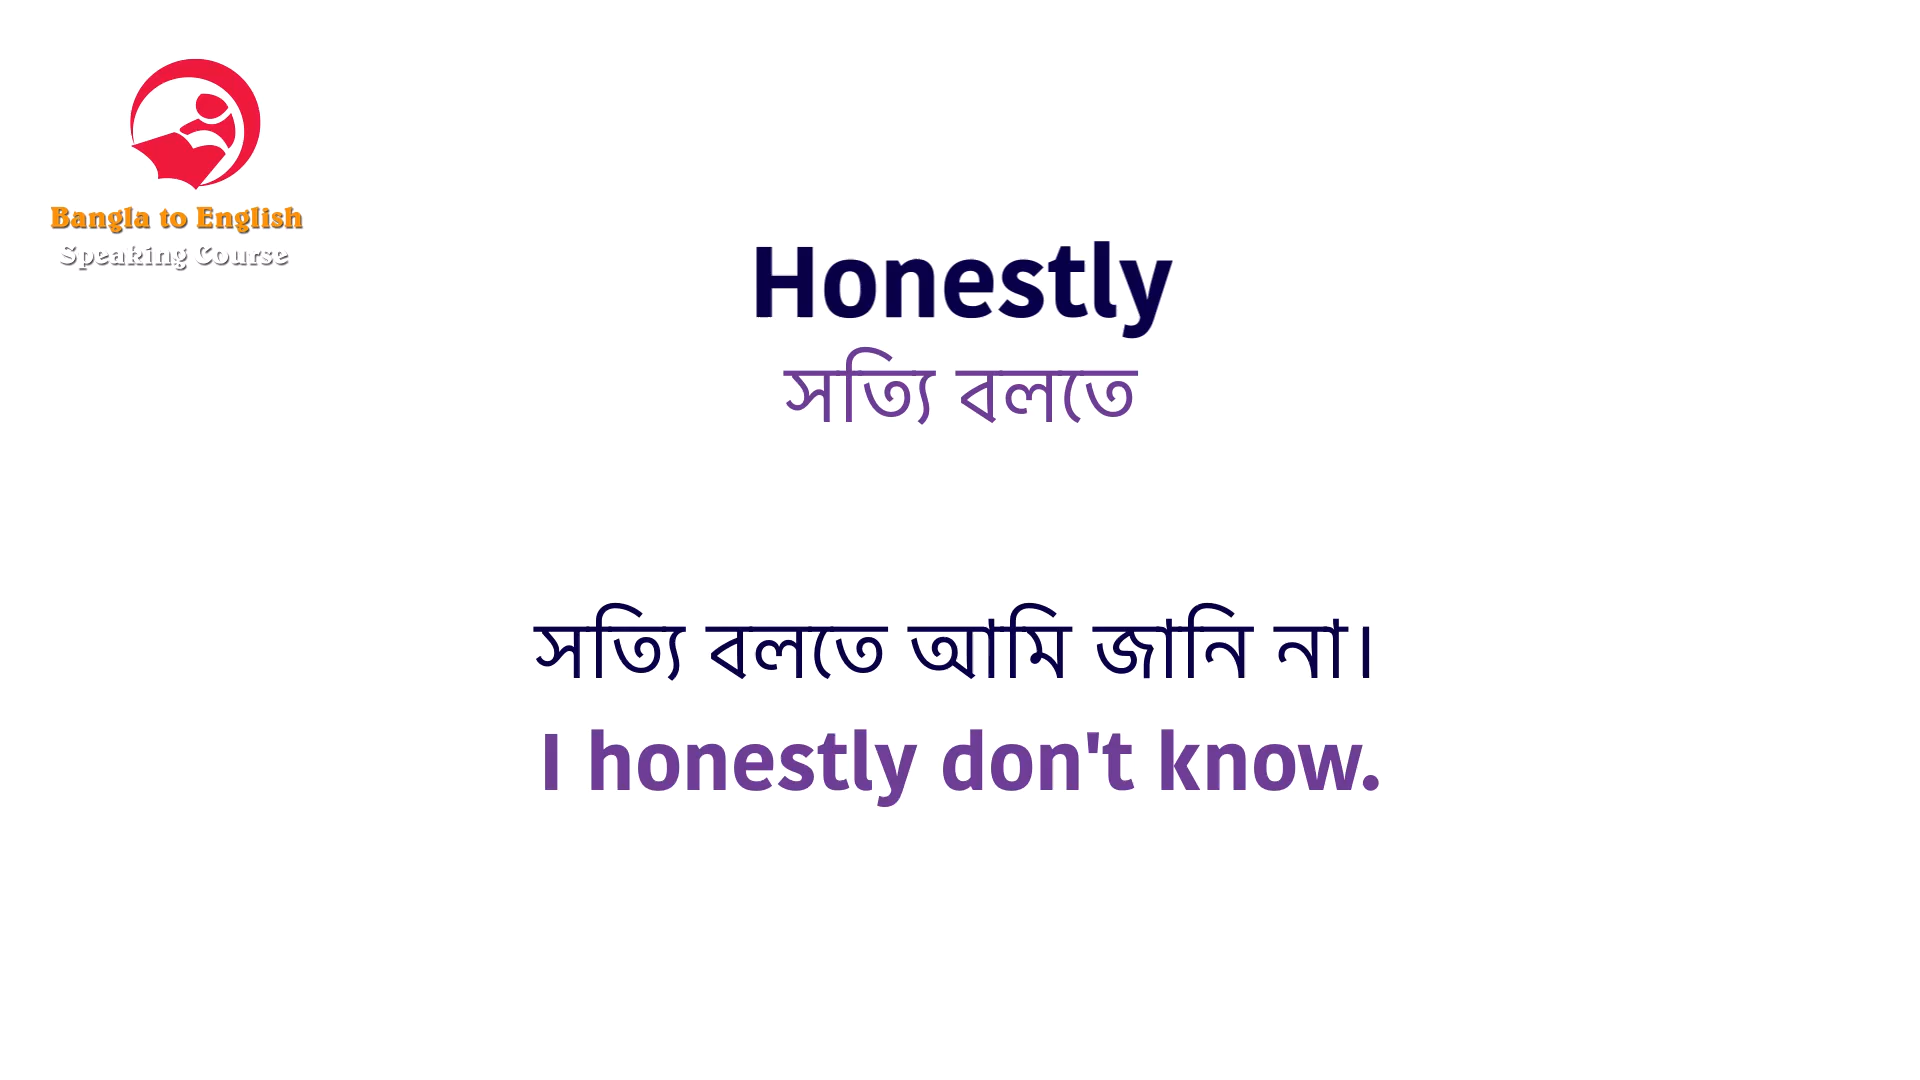 Bangla to English
Speaking Course
Honestly
সত্যি বলতে
সত্যি বলতে আমি জানি না।
I honestly don't know.